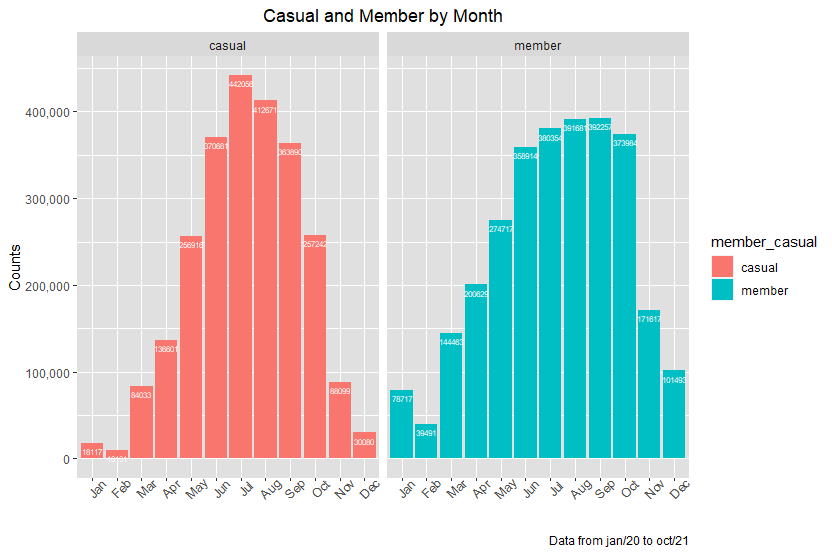 Casual and Member by Month
casual
member
Counts
400,000
300,000
200,000
100,000
0
18117
84033
136601
256916
370681
442056
412671
363890
257242
88099
30080
78717
39491
144463
200629
274717
358914
380354
391681
392257
373984
171617
101493
Jan Feb Mar Apr May Jun Jul Aug Sep Oct Nov Dec
Jan Feb Mar Apr May Jun Jul Aug Sep Oct Nov Dec
member_casual
casual
member
Data from jan/20 to oct/21